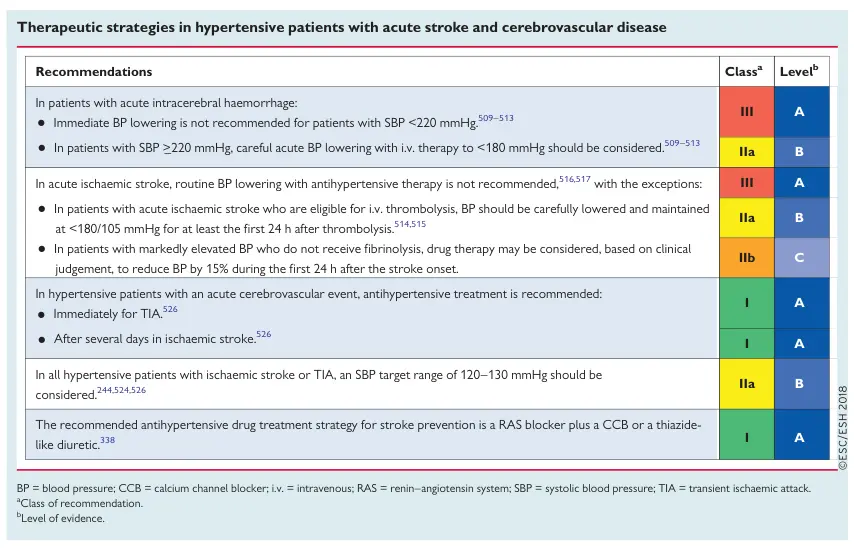 Therapeutic strategies in hypertensive patients with acute stroke and cerebrovascular disease
Recommendations Classa Levelb
In patients with acute intracerebral haemorrhage:
● Immediate BP lowering is not recommended for patients with SBP <220 mmHg.509–513 III A
● In patients with SBP ≥220 mmHg, careful acute BP lowering with i.v. therapy to <180 mmHg should be considered.509–513 IIa B
In acute ischaemic stroke, routine BP lowering with antihypertensive therapy is not recommended,516,517 with the exceptions: III A
● In patients with acute ischaemic stroke who are eligible for i.v. thrombolysis, BP should be carefully lowered and maintained
at <180/105 mmHg for at least the first 24 h after thrombolysis.514,515 IIa B
● In patients with markedly elevated BP who do not receive fibrinolysis, drug therapy may be considered, based on clinical
judgement, to reduce BP by 15% during the first 24 h after the stroke onset. IIb C
In hypertensive patients with an acute cerebrovascular event, antihypertensive treatment is recommended:
● Immediately for TIA.526 I A
● After several days in ischaemic stroke.526 I A
In all hypertensive patients with ischaemic stroke or TIA, an SBP target range of 120–130 mmHg should be
considered.244,524,526 IIa B
The recommended antihypertensive drug treatment strategy for stroke prevention is a RAS blocker plus a CCB or a thiazide-
like diuretic.338 I A
©ESC/ESH 2018
BP = blood pressure; CCB = calcium channel blocker; i.v. = intravenous; RAS = renin–angiotensin system; SBP = systolic blood pressure; TIA = transient ischaemic attack.
aClass of recommendation.
bLevel of evidence.